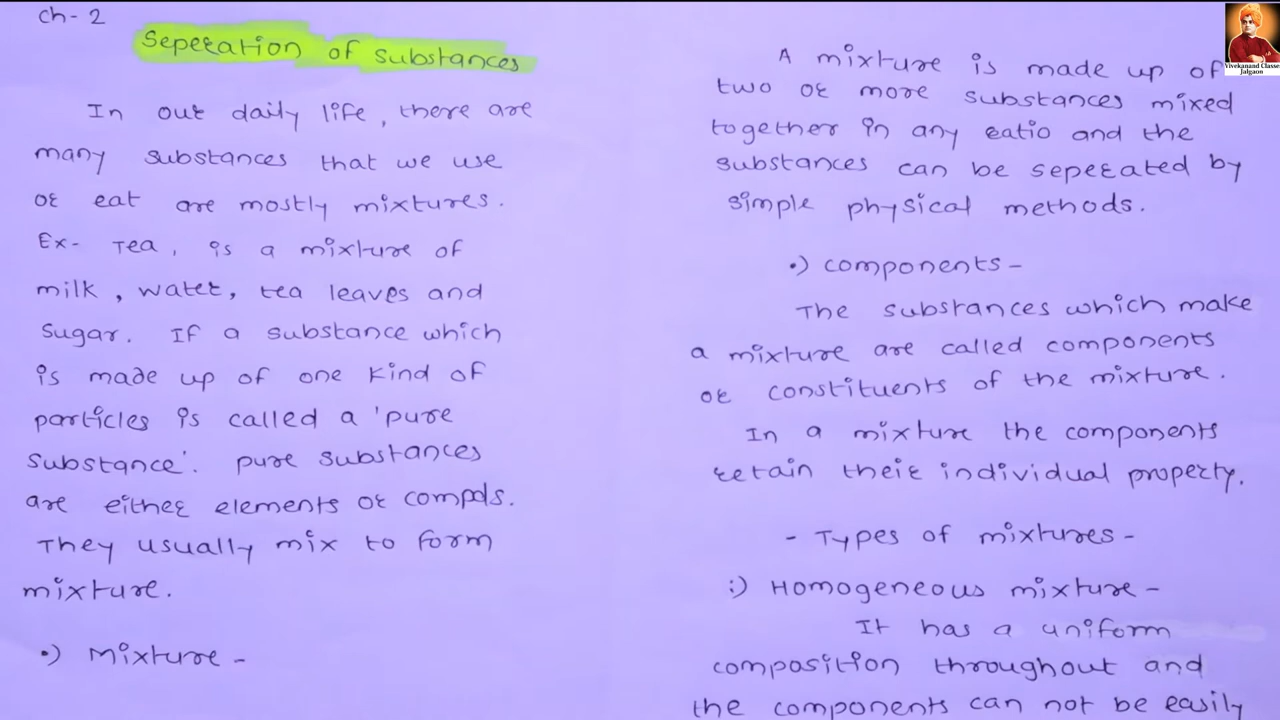 Ch- 2
Seperation of substances
In our daily life, there are
many substances that we use
or eat are mostly mixtures.
Ex- Tea, is a mixture of
milk, water, tea leaves and
sugar. If a substance which
is made up of one kind of
particles is called a 'pure
substance'. pure substances
are either elements or compds.
They usually mix to form
mixture.
•) Mixture -
A mixture is made up of
two or more substances mixed
together in any ratio and the
substances can be seperated by
simple physical methods.
•) components -
The substances which make
a mixture are called components
or constituents of the mixture.
In a mixture the components
retain their individual property.
- Types of mixtures -
:) Homogeneous mixture -
It has a uniform
composition throughout and
the components can not be easily
Vivekanand Classes
Jalgaon